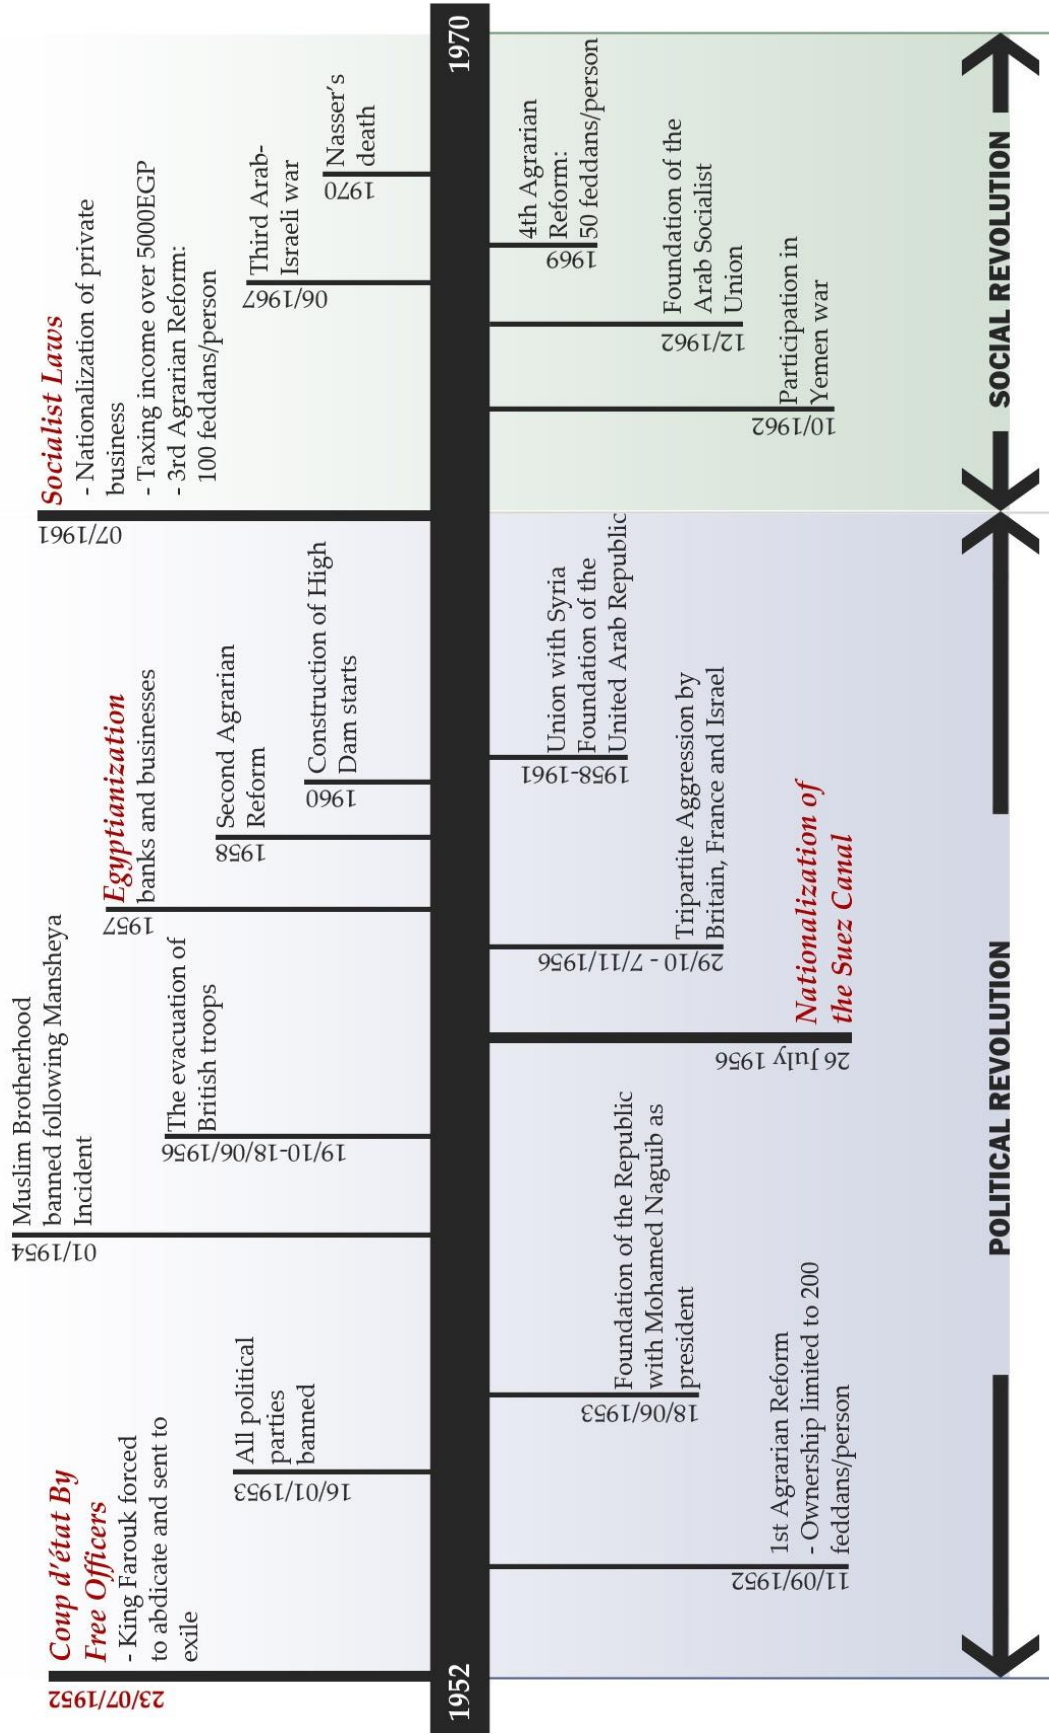 1952
1970
23/07/1952
Coup d'état By
Free Officers
- King Farouk forced
to abdicate and sent to
exile
16/01/1953
All political
parties
banned
01/1954
Muslim Brotherhood
banned following Mansheya
Incident
19/10-18/06/1956
The evacuation of
British troops
1957
Egyptianization
banks and businesses
1958
Second Agrarian
Reform
1960
Construction of High
Dam starts
07/1961
Socialist Laws
- Nationalization of private
business
- Taxing income over 5000EGP
- 3rd Agrarian Reform:
100 feddans/person
06/1967
Third Arab-
Israeli war
1970
Nasser's
death
11/09/1952
1st Agrarian Reform
- Ownership limited to 200
feddans/person
18/06/1953
Foundation of the Republic
with Mohamed Naguib as
president
26 July 1956
Nationalization of
the Suez Canal
29/10 - 7/11/1956
Tripartite Aggression by
Britain, France and Israel
1958-1961
Union with Syria
Foundation of the
United Arab Republic
10/1962
Participation in
Yemen war
12/1962
Foundation of the
Arab Socialist
Union
1969
4th Agrarian
Reform:
50 feddans/person
POLITICAL REVOLUTION
SOCIAL REVOLUTION